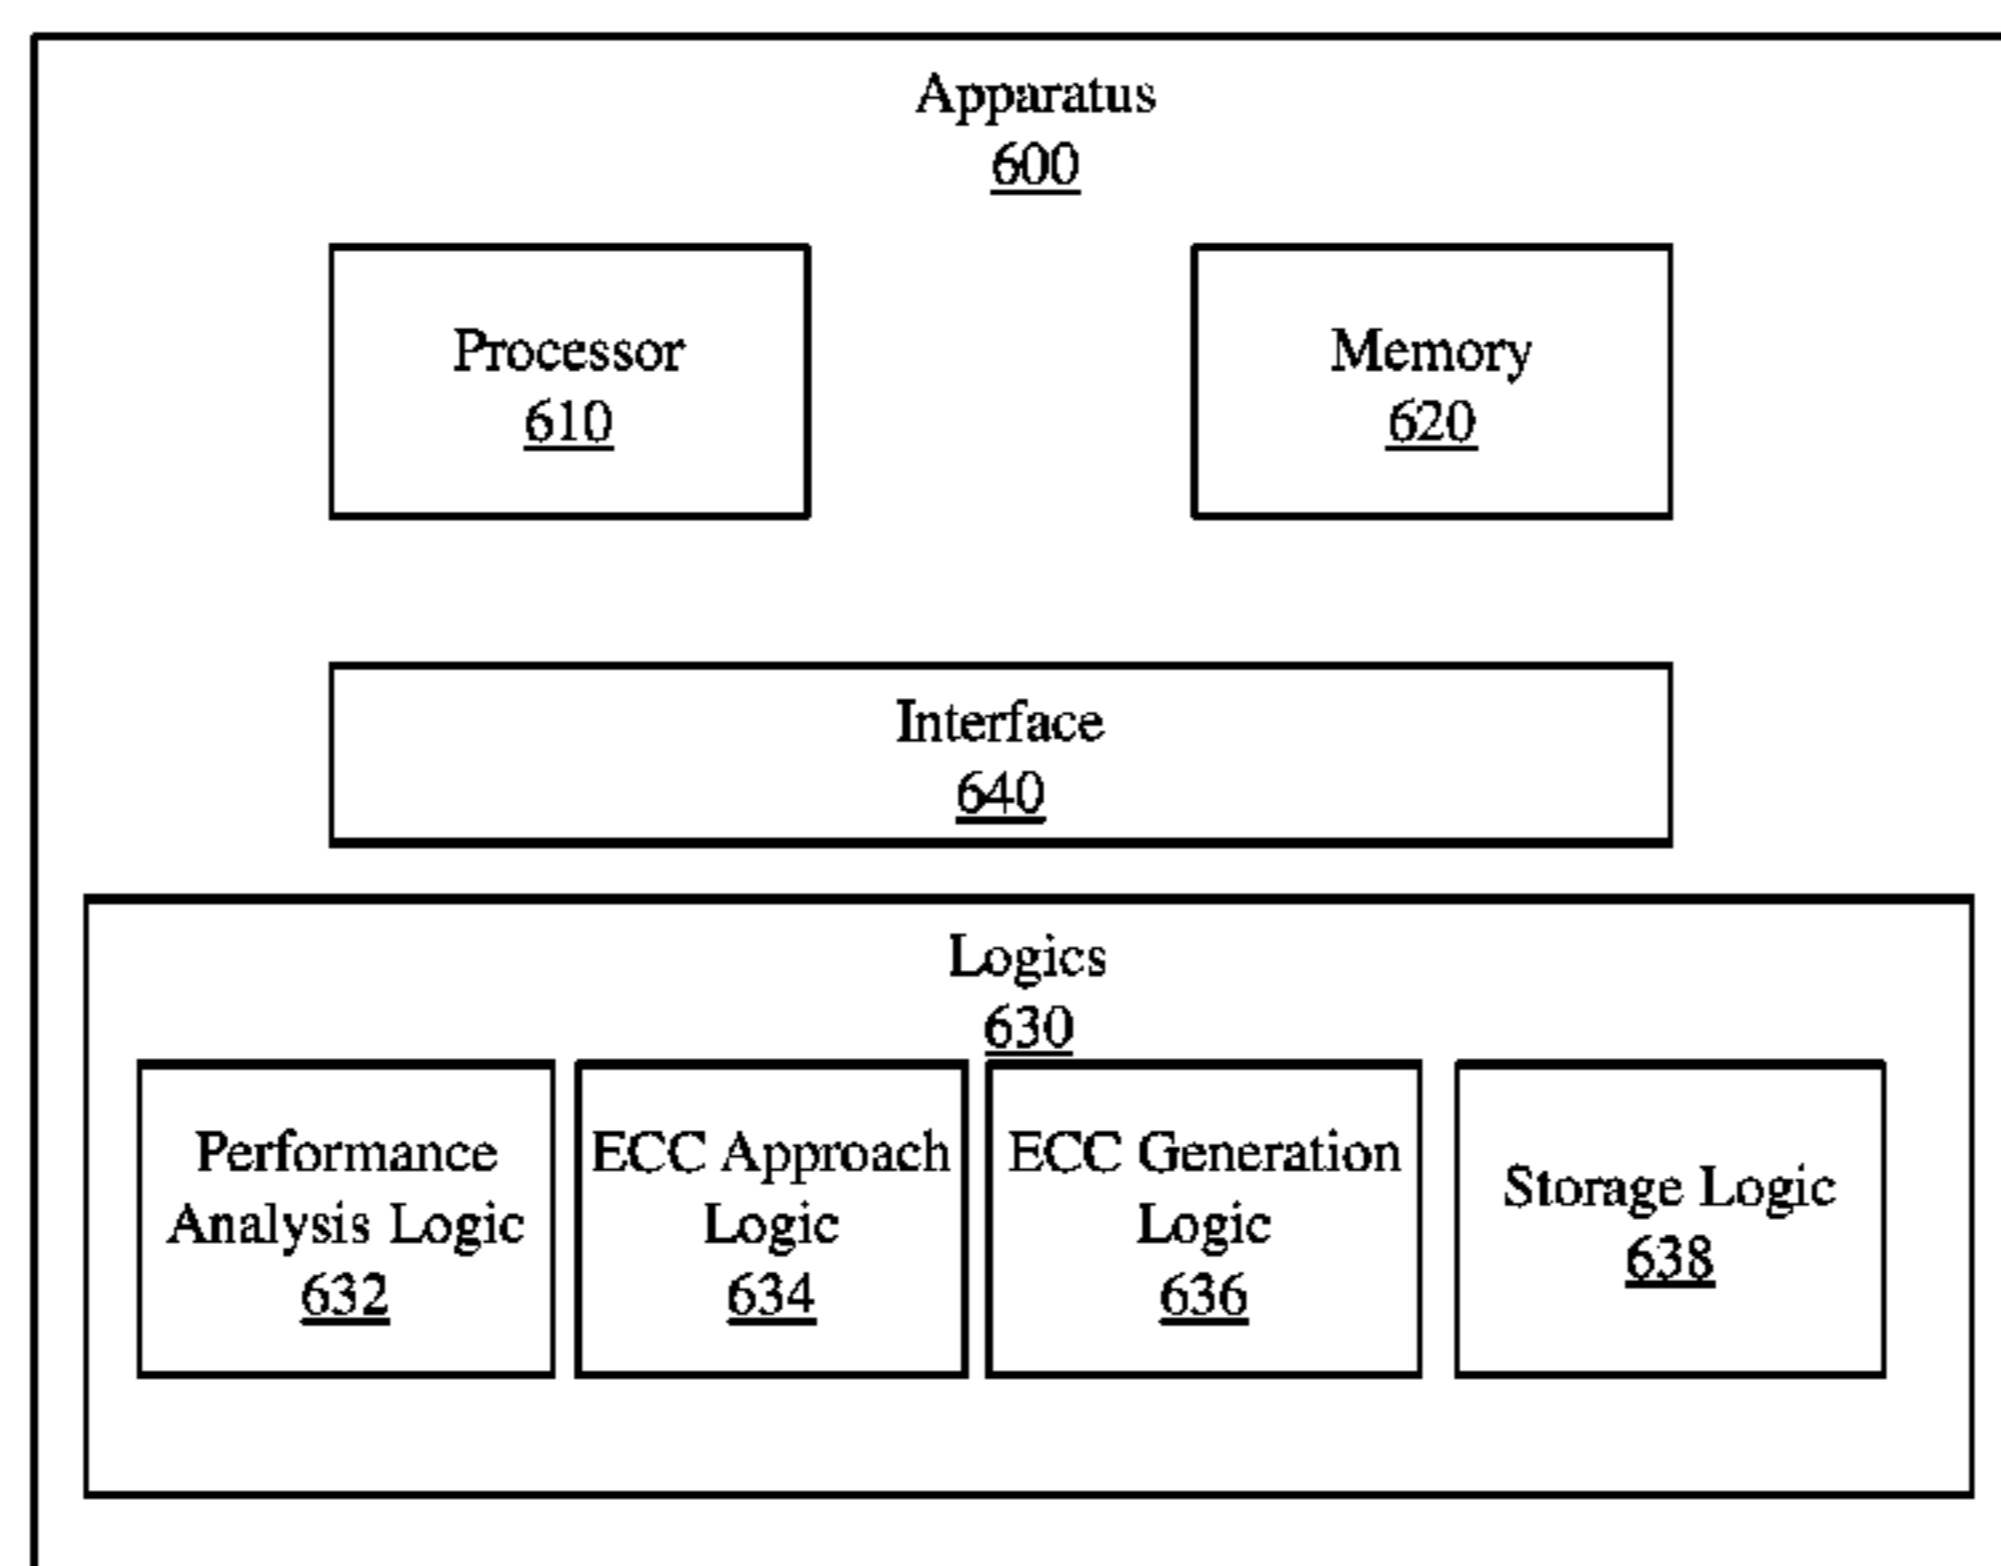 Apparatus
600
Processor
610
Memory
620
Interface
640
Logics
630
Performance
Analysis Logic
632
ECC Approach
Logic
634
ECC Generation
Logic
636
Storage Logic
638